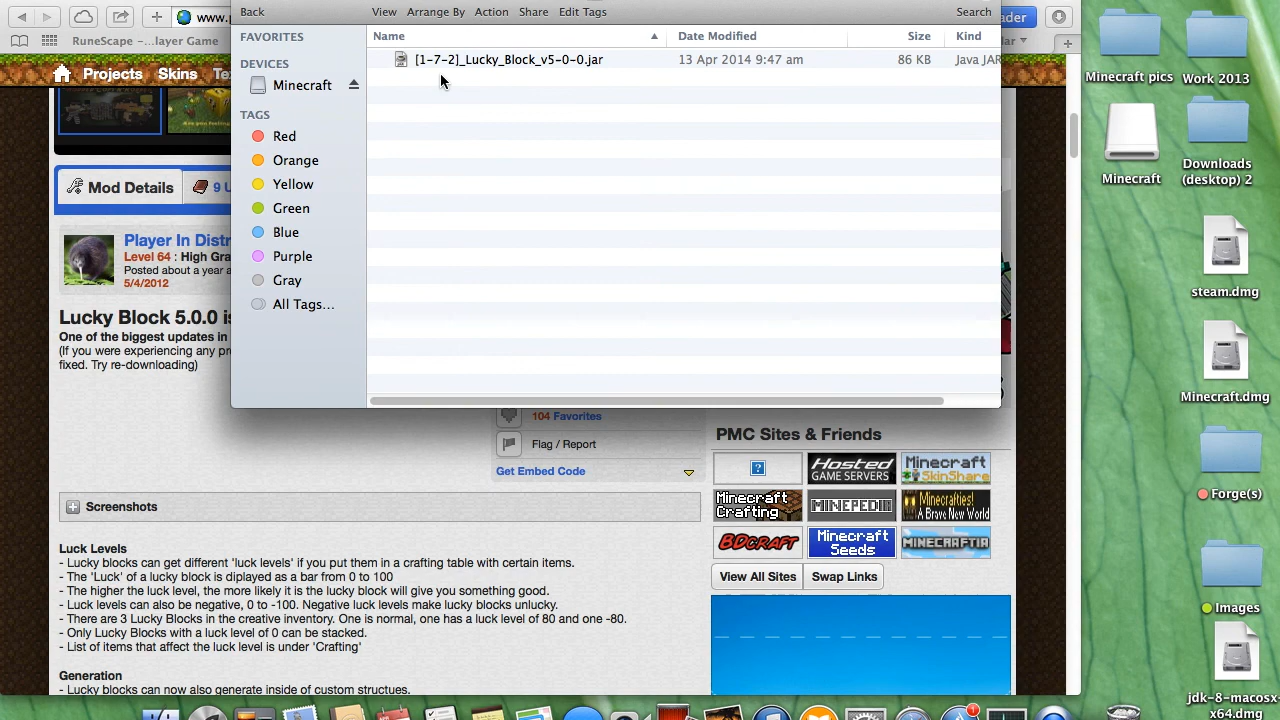 Back
View
Arrange By
Action
Share
Edit Tags
Search
www.p
RuneScape -...layer Game
FAVORITES
DEVICES
Minecraft
TAGS
Red
Orange
Yellow
Green
Blue
Purple
Gray
All Tags...
Name
Date Modified
Size
Kind
[1-7-2]_Lucky_Block_v5-0-0.jar
13 Apr 2014 9:47 am
86 KB
Java JAR
Projects
Skins
Mod Details
9 U
Player In Distr
Level 64 : High Gra
Posted about a year a
5/4/2012
Lucky Block 5.0.0 is
One of the biggest updates in
(If you were experiencing any pr
fixed. Try re-downloading)
104 Favorites
Flag / Report
Get Embed Code
Screenshots
Luck Levels
- Lucky blocks can get different 'luck levels' if you put them in a crafting table with certain items.
- The 'Luck' of a lucky block is diplayed as a bar from 0 to 100
- The higher the luck level, the more likely it is the lucky block will give you something good.
- Luck levels can also be negative, 0 to -100. Negative luck levels make lucky blocks unlucky.
- There are 3 Lucky Blocks in the creative inventory. One is normal, one has a luck level of 80 and one -80.
- Only Lucky Blocks with a luck level of 0 can be stacked.
- List of items that affect the luck level is under 'Crafting'
Generation
- Lucky blocks can now also generate inside of custom structues.
PMC Sites & Friends
Hosted
GAME SERVERS
Minecraft
SkinShare
Minecraft
Crafting
MINEPEDIA
Minecrafties!
A Brave New World
BDcraft
Minecraft
Seeds
MINECRAFTIA
View All Sites
Swap Links
Minecraft pics
Work 2013
Minecraft
Downloads
(desktop) 2
steam.dmg
Minecraft.dmg
Forge(s)
Images
jdk-8-macosx
x64.dmg